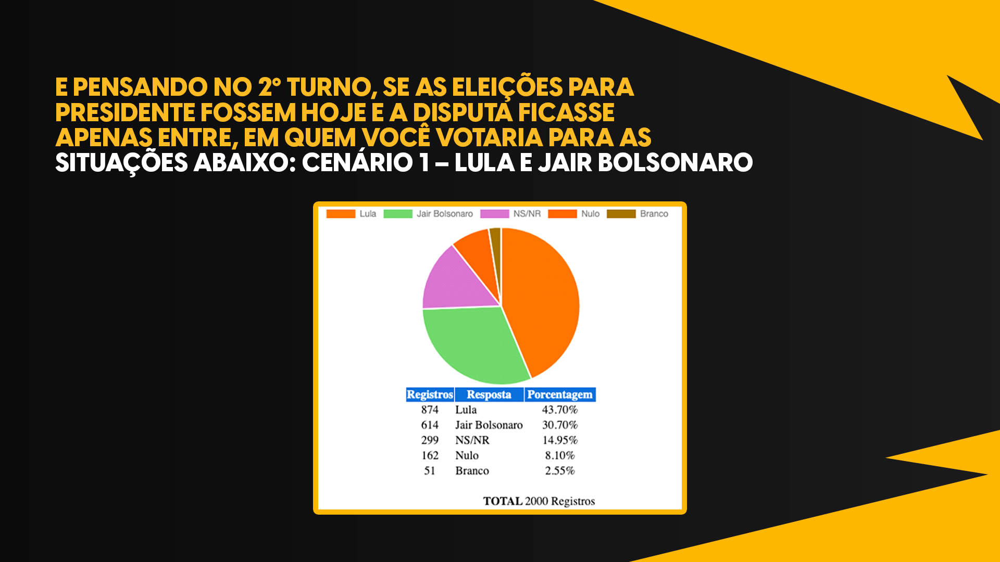 E PENSANDO NO 2° TURNO, SE AS ELEIÇÕES PARA
PRESIDENTE FOSSEM HOJE E A DISPUTA FICASSE
APENAS ENTRE, EM QUEM VOCÊ VOTARIA PARA AS
SITUAÇÕES ABAIXO: CENÁRIO 1 – LULA E JAIR BOLSONARO
Lula Jair Bolsonaro NS/NR Nulo Branco
Registros Resposta Porcentagem
874 Lula 43.70%
614 Jair Bolsonaro 30.70%
299 NS/NR 14.95%
162 Nulo 8.10%
51 Branco 2.55%
TOTAL 2000 Registros